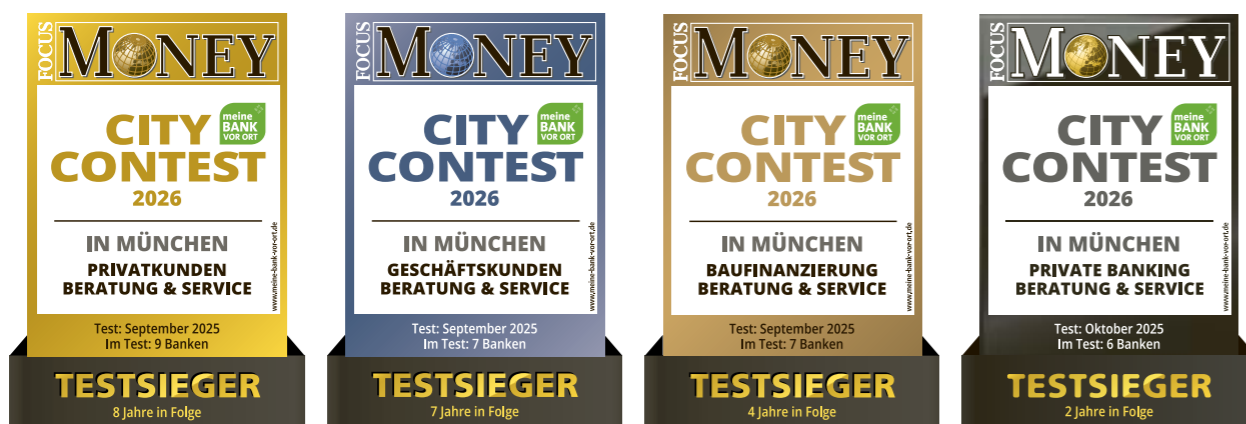 FOCUS
MONEY
CITY
CONTEST
2026
meine
BANK
VOR ORT
IN MÜNCHEN
PRIVATKUNDEN
BERATUNG & SERVICE
www.meine-bank-vor-ort.de
Test: September 2025
Im Test: 9 Banken
TESTSIEGER
8 Jahre in Folge
FOCUS
MONEY
CITY
CONTEST
2026
meine
BANK
VOR ORT
IN MÜNCHEN
GESCHÄFTSKUNDEN
BERATUNG & SERVICE
www.meine-bank-vor-ort.de
Test: September 2025
Im Test: 7 Banken
TESTSIEGER
7 Jahre in Folge
FOCUS
MONEY
CITY
CONTEST
2026
meine
BANK
VOR ORT
IN MÜNCHEN
BAUFINANZIERUNG
BERATUNG & SERVICE
www.meine-bank-vor-ort.de
Test: September 2025
Im Test: 7 Banken
TESTSIEGER
4 Jahre in Folge
FOCUS
MONEY
CITY
CONTEST
2026
meine
BANK
VOR ORT
IN MÜNCHEN
PRIVATE BANKING
BERATUNG & SERVICE
www.meine-bank-vor-ort.de
Test: Oktober 2025
Im Test: 6 Banken
TESTSIEGER
2 Jahre in Folge